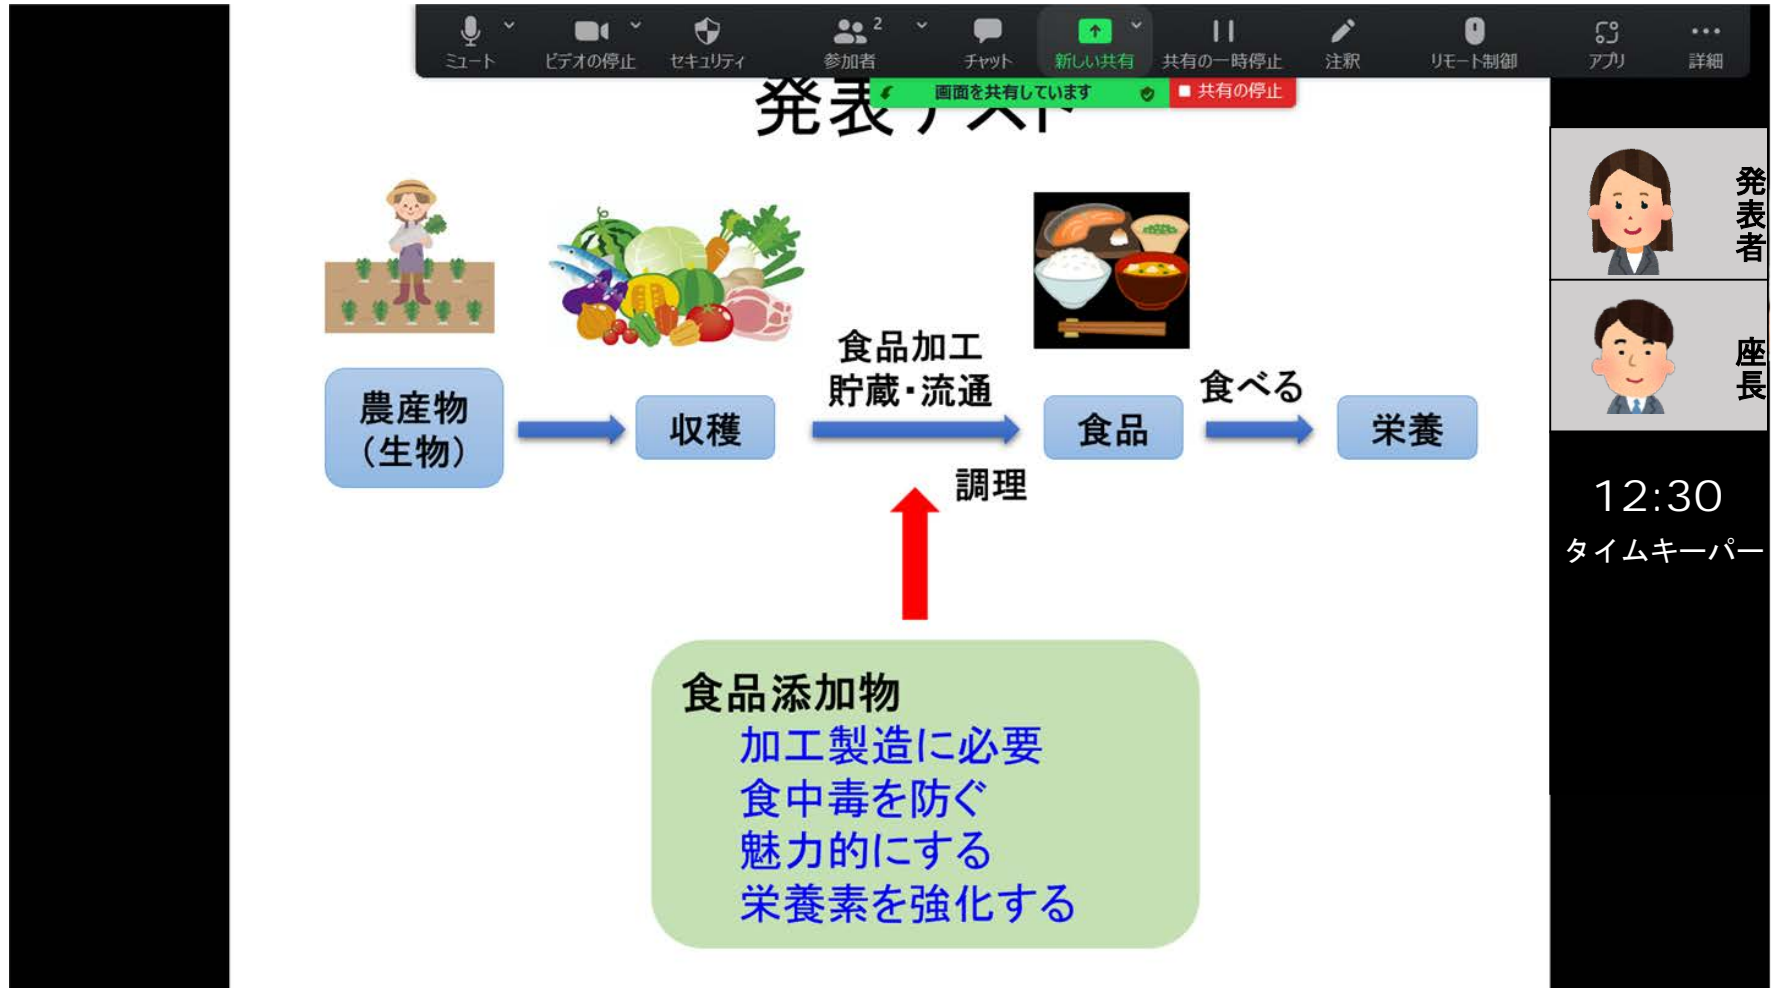 2
ミュート
ビデオの停止
セキュリティ
参加者
チャット
新しい共有
共有の一時停止
注釈
リモート制御
アプリ
詳細
画面を共有しています
共有の停止
発表テスト
発表者
座長
食品加工
貯蔵・流通
食べる
農産物
（生物）
収穫
食品
栄養
調理
12:30
タイムキーパー
食品添加物
加工製造に必要
食中毒を防ぐ
魅力的にする
栄養素を強化する